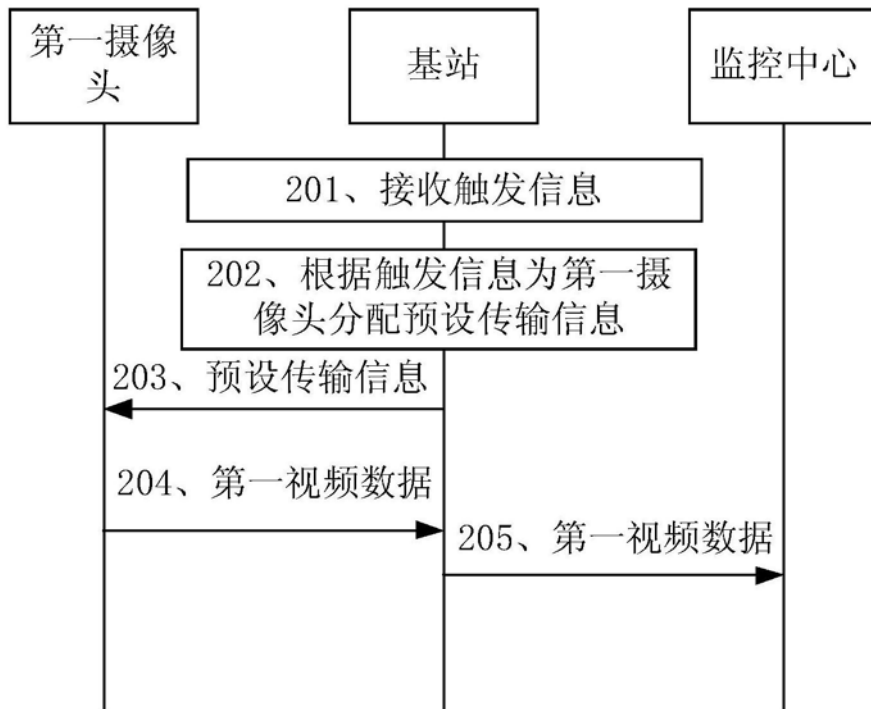 第一摄像
头
基站
监控中心
201、接收触发信息
202、根据触发信息为第一摄
像头分配预设传输信息
203、预设传输信息
204、第一视频数据
205、第一视频数据